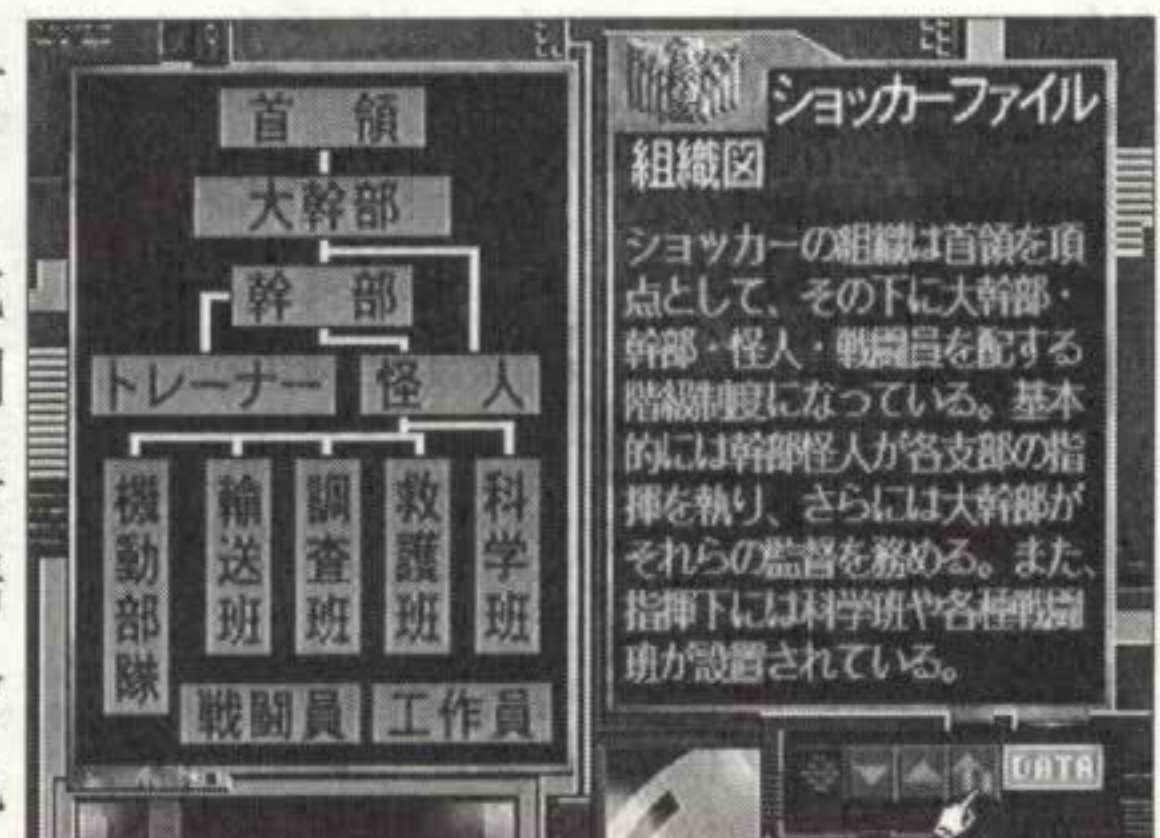 首領
大幹部
幹部
トレーナー
怪人
機動部隊
輸送班
調査班
救護班
科学班
戦闘員
工作員
ショッカーファイル
組織図
ショッカーの組織は首領を頂
点として、その下に大幹部・
幹部・怪人・戦闘員を配する
階級制度になっている。基本
的には幹部怪人が各支部の指
揮を執り、さらには大幹部が
それらの監督を務める。また、
指揮下には科学班や各種戦闘
班が設置されている。
DATA